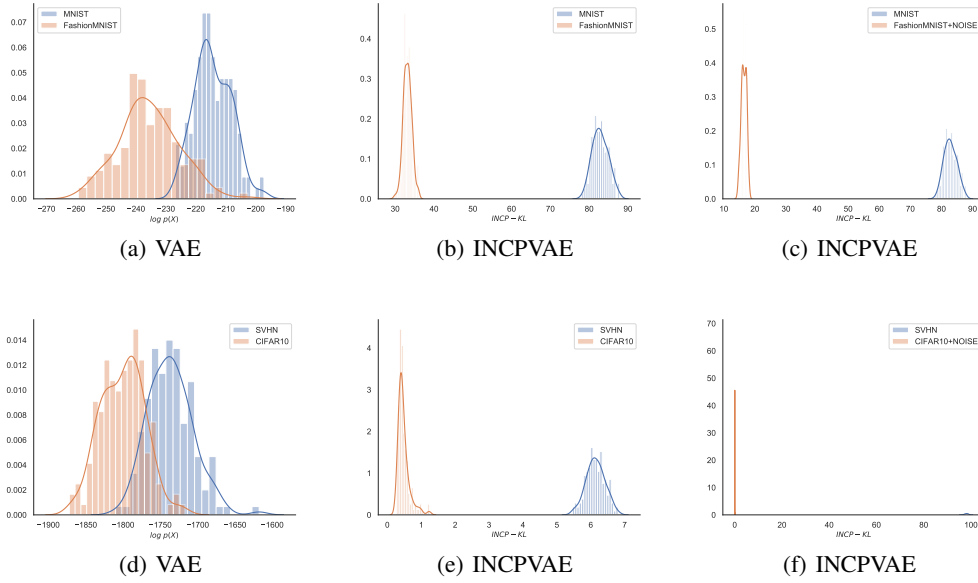 MNIST
FashionMNIST
0.07
0.06
0.05
0.04
0.03
0.02
0.01
0.00
−270 −260 −250 −240 −230 −220 −210 −200 −190
log p(X)
(a) VAE
MNIST
FashionMNIST
0.4
0.3
0.2
0.1
0.0
30 40 50 60 70 80 90
INCP − KL
(b) INCPVAE
MNIST
FashionMNIST+NOISE
0.5
0.4
0.3
0.2
0.1
0.0
10 20 30 40 50 60 70 80 90
INCP − KL
(c) INCPVAE
SVHN
CIFAR10
0.014
0.012
0.010
0.008
0.006
0.004
0.002
0.000
−1900 −1850 −1800 −1750 −1700 −1650 −1600
log p(X)
(d) VAE
SVHN
CIFAR10
4
3
2
1
0
0 1 2 3 4 5 6 7
INCP − KL
(e) INCPVAE
SVHN
CIFAR10+NOISE
70
60
50
40
30
20
10
0
0 20 40 60 80 100
INCP − KL
(f) INCPVAE